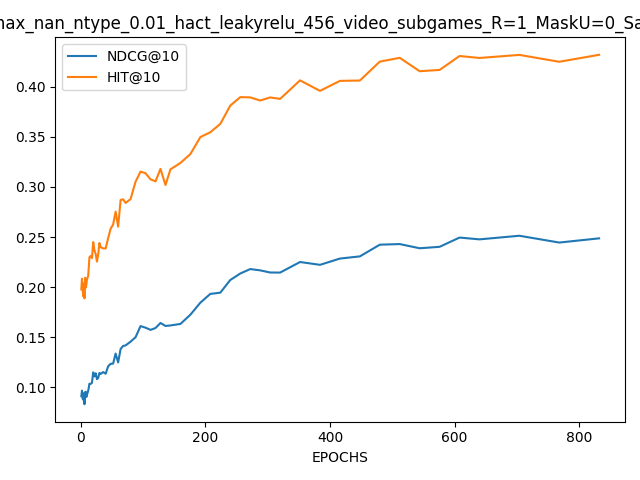 nax_nan_ntype_0.01_hact_leakyrelu_456_video_subgames_R=1_MaskU=0_Sa
NDCG@10
HIT@10
0.40
0.35
0.30
0.25
0.20
0.15
0.10
0 200 400 600 800
EPOCHS